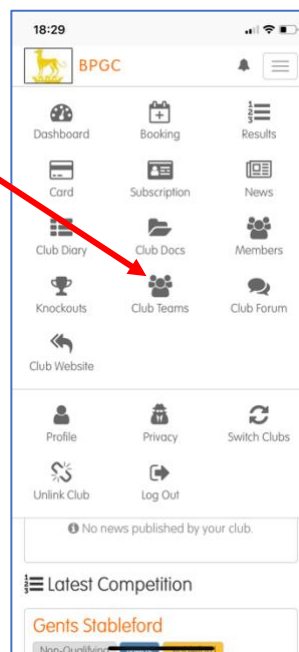 18:29
BPGC
Dashboard Booking Results
Card Subscription News
Club Diary Club Docs Members
Knockouts Club Teams Club Forum
Club Website
Profile Privacy Switch Clubs
Unlink Club Log Out
No news published by your club.
Latest Competition
Gents Stableford
Non-Qualifying